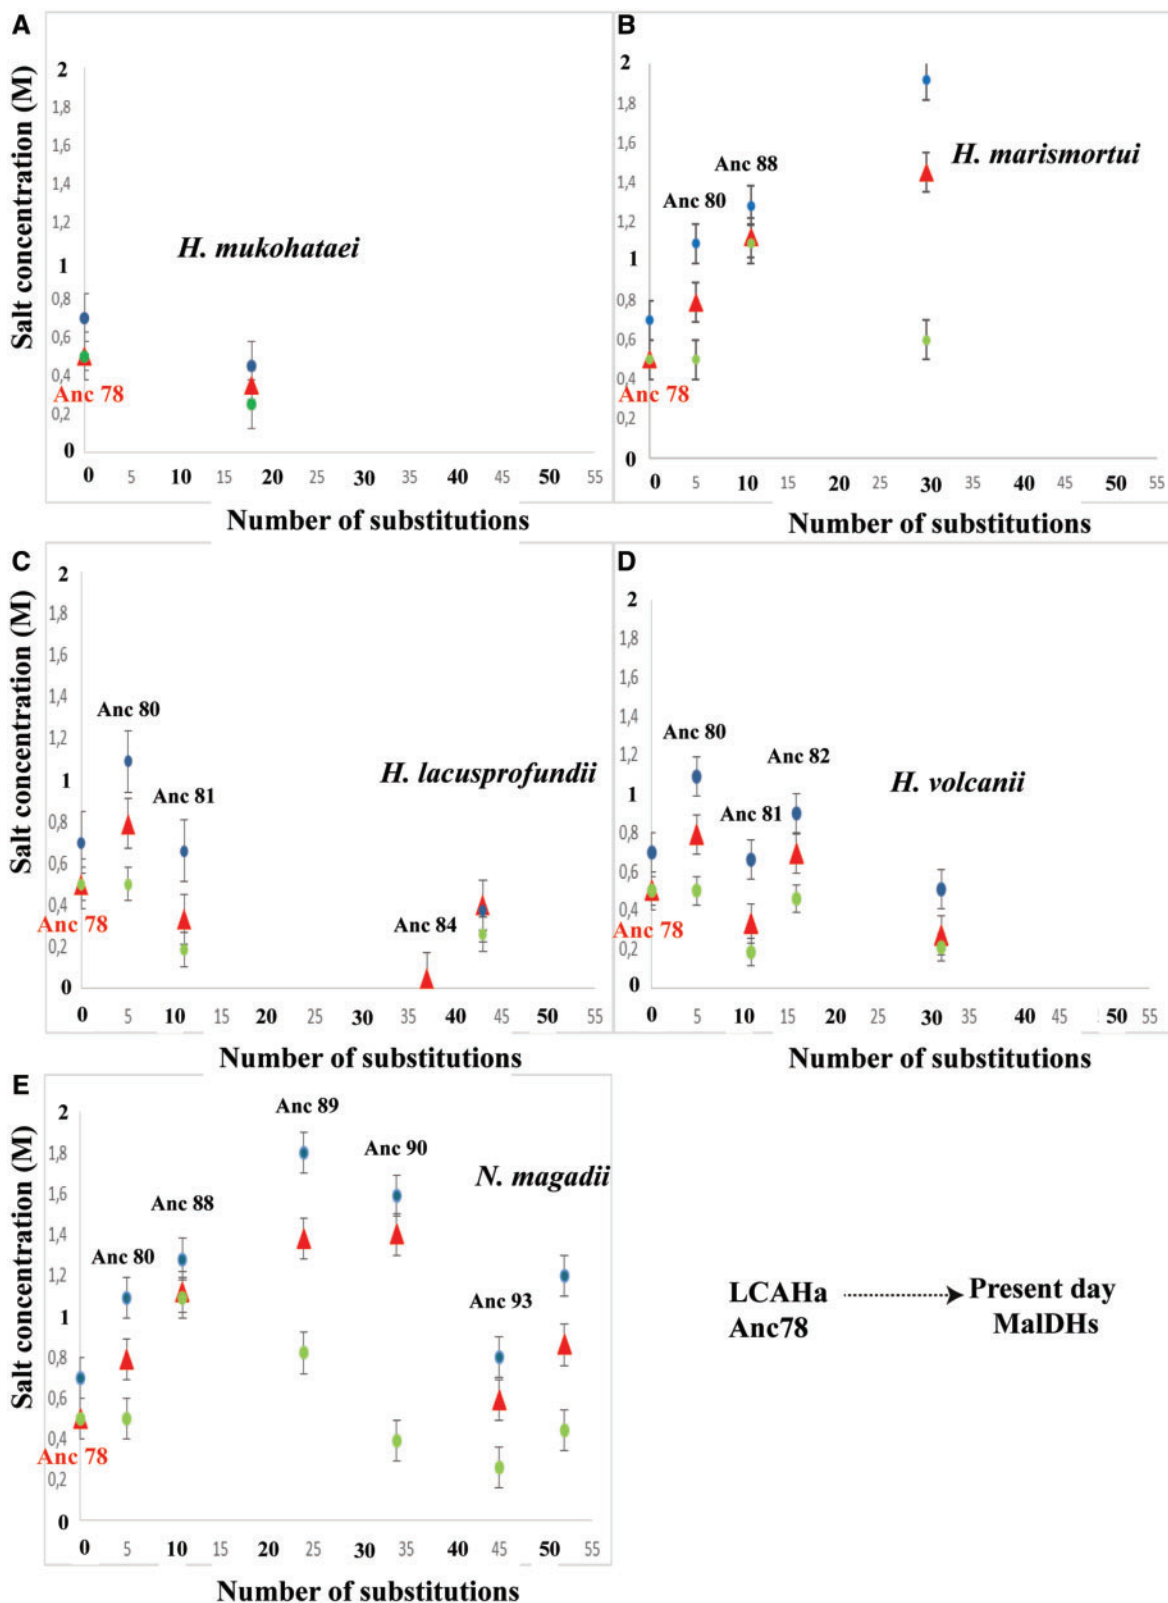 A
Salt concentration (M)
2
1,8
1,6
1,4
1,2
1
0,8
0,6
0,4
0,2
0
H. mukohataei
Anc 78
0 5 10 15 20 25 30 35 40 45 50 55
Number of substitutions
B
2
1,8
1,6
1,4
1,2
1
0,8
0,6
0,4
0,2
0
H. marismortui
Anc 88
Anc 80
Anc 78
0 5 10 15 20 25 30 35 40 45 50 55
Number of substitutions
C
Salt concentration (M)
2
1,8
1,6
1,4
1,2
1
0,8
0,6
0,4
0,2
0
Anc 80
H. lacusprofundii
Anc 81
Anc 78
Anc 84
0 5 10 15 20 25 30 35 40 45 50 55
Number of substitutions
D
2
1,8
1,6
1,4
1,2
1
0,8
0,6
0,4
0,2
0
Anc 80
Anc 82
H. volcanii
Anc 81
Anc 78
0 5 10 15 20 25 30 35 40 45 50 55
Number of substitutions
E
Salt concentration (M)
2
1,8
1,6
1,4
1,2
1
0,8
0,6
0,4
0,2
0
Anc 89
Anc 90
N. magadii
Anc 88
Anc 80
Anc 93
Anc 78
0 5 10 15 20 25 30 35 40 45 50 55
Number of substitutions
LCAHa Present day
Anc78 MalDHs